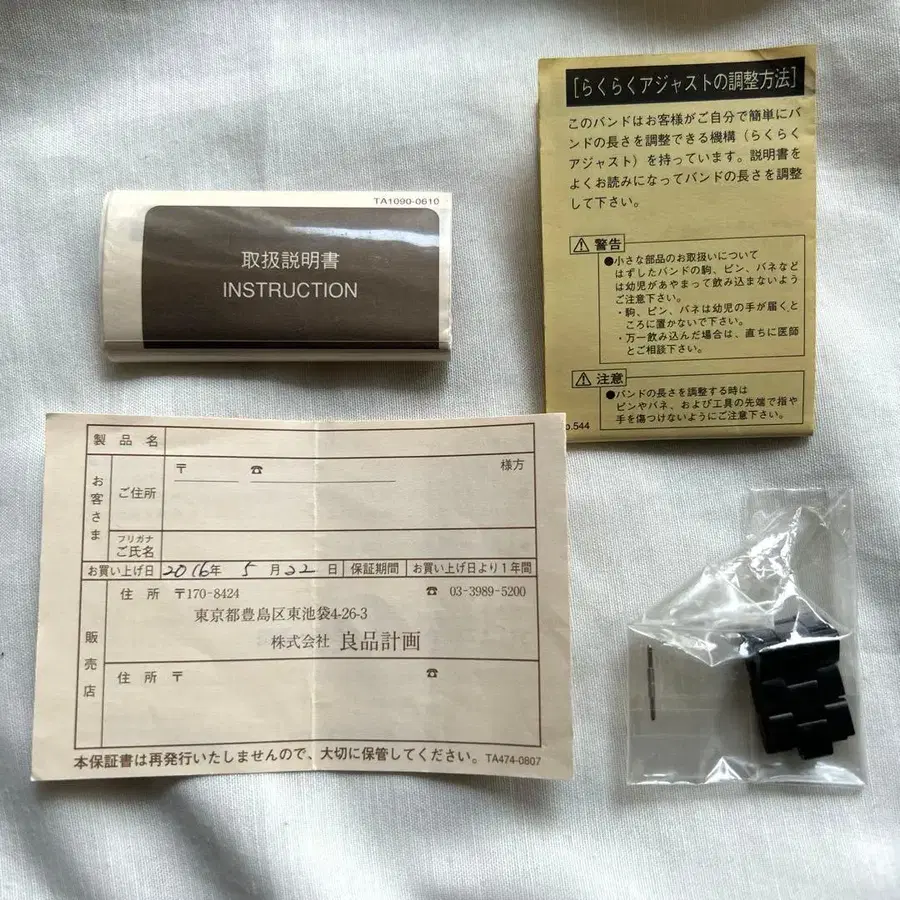 TA1090-0610
取扱説明書
INSTRUCTION
[らくらくアジャストの調整方法]
このバンドはお客様がご自分で簡単にバ
ンドの長さを調整できる機構（らくらく
アジャスト）を持っています。説明書を
よくお読みになってバンドの長さを調整
して下さい。
警告
●小さな部品のお取扱いについて
はずしたバンドの駒、ピン、バネなど
は幼児があやまって飲み込まないよう
ご注意下さい。
・駒、ピン、バネは幼児の手が届くと
ころに置かないで下さい。
・万一飲み込んだ場合は、直ちに医師
とご相談下さい。
注意
●バンドの長さを調整する時は
ピンやバネ、および工具の先端で指や
手を傷つけないようにご注意下さい。
o.544
製品名
お客さま
ご住所
〒 ☎ 様方
フリガナ
ご氏名
お買い上げ日 2016年 5月 22日 保証期間 お買い上げ日より1年間
販売店
住所 〒170-8424 ☎ 03-3989-5200
東京都豊島区東池袋4-26-3
株式会社 良品計画
住所 〒 ☎
本保証書は再発行いたしませんので、大切に保管してください。 TA474-0807